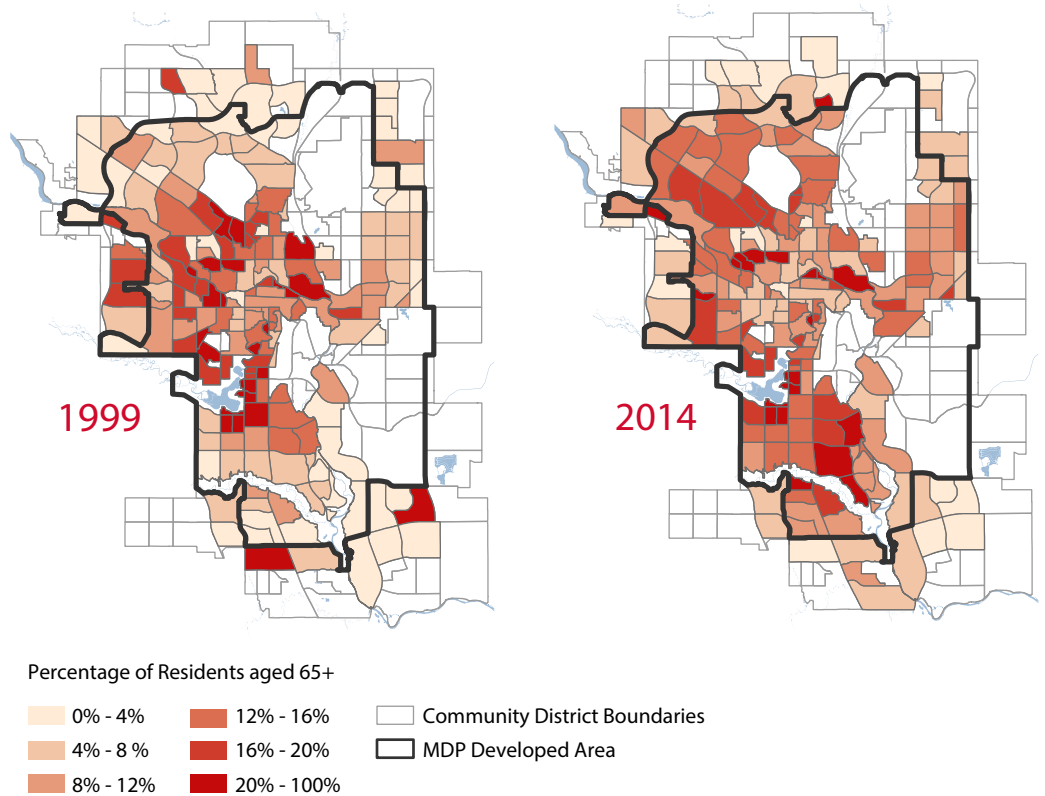 1999
2014
Percentage of Residents aged 65+
0% - 4%
4% - 8 %
8% - 12%
12% - 16%
16% - 20%
20% - 100%
Community District Boundaries
MDP Developed Area